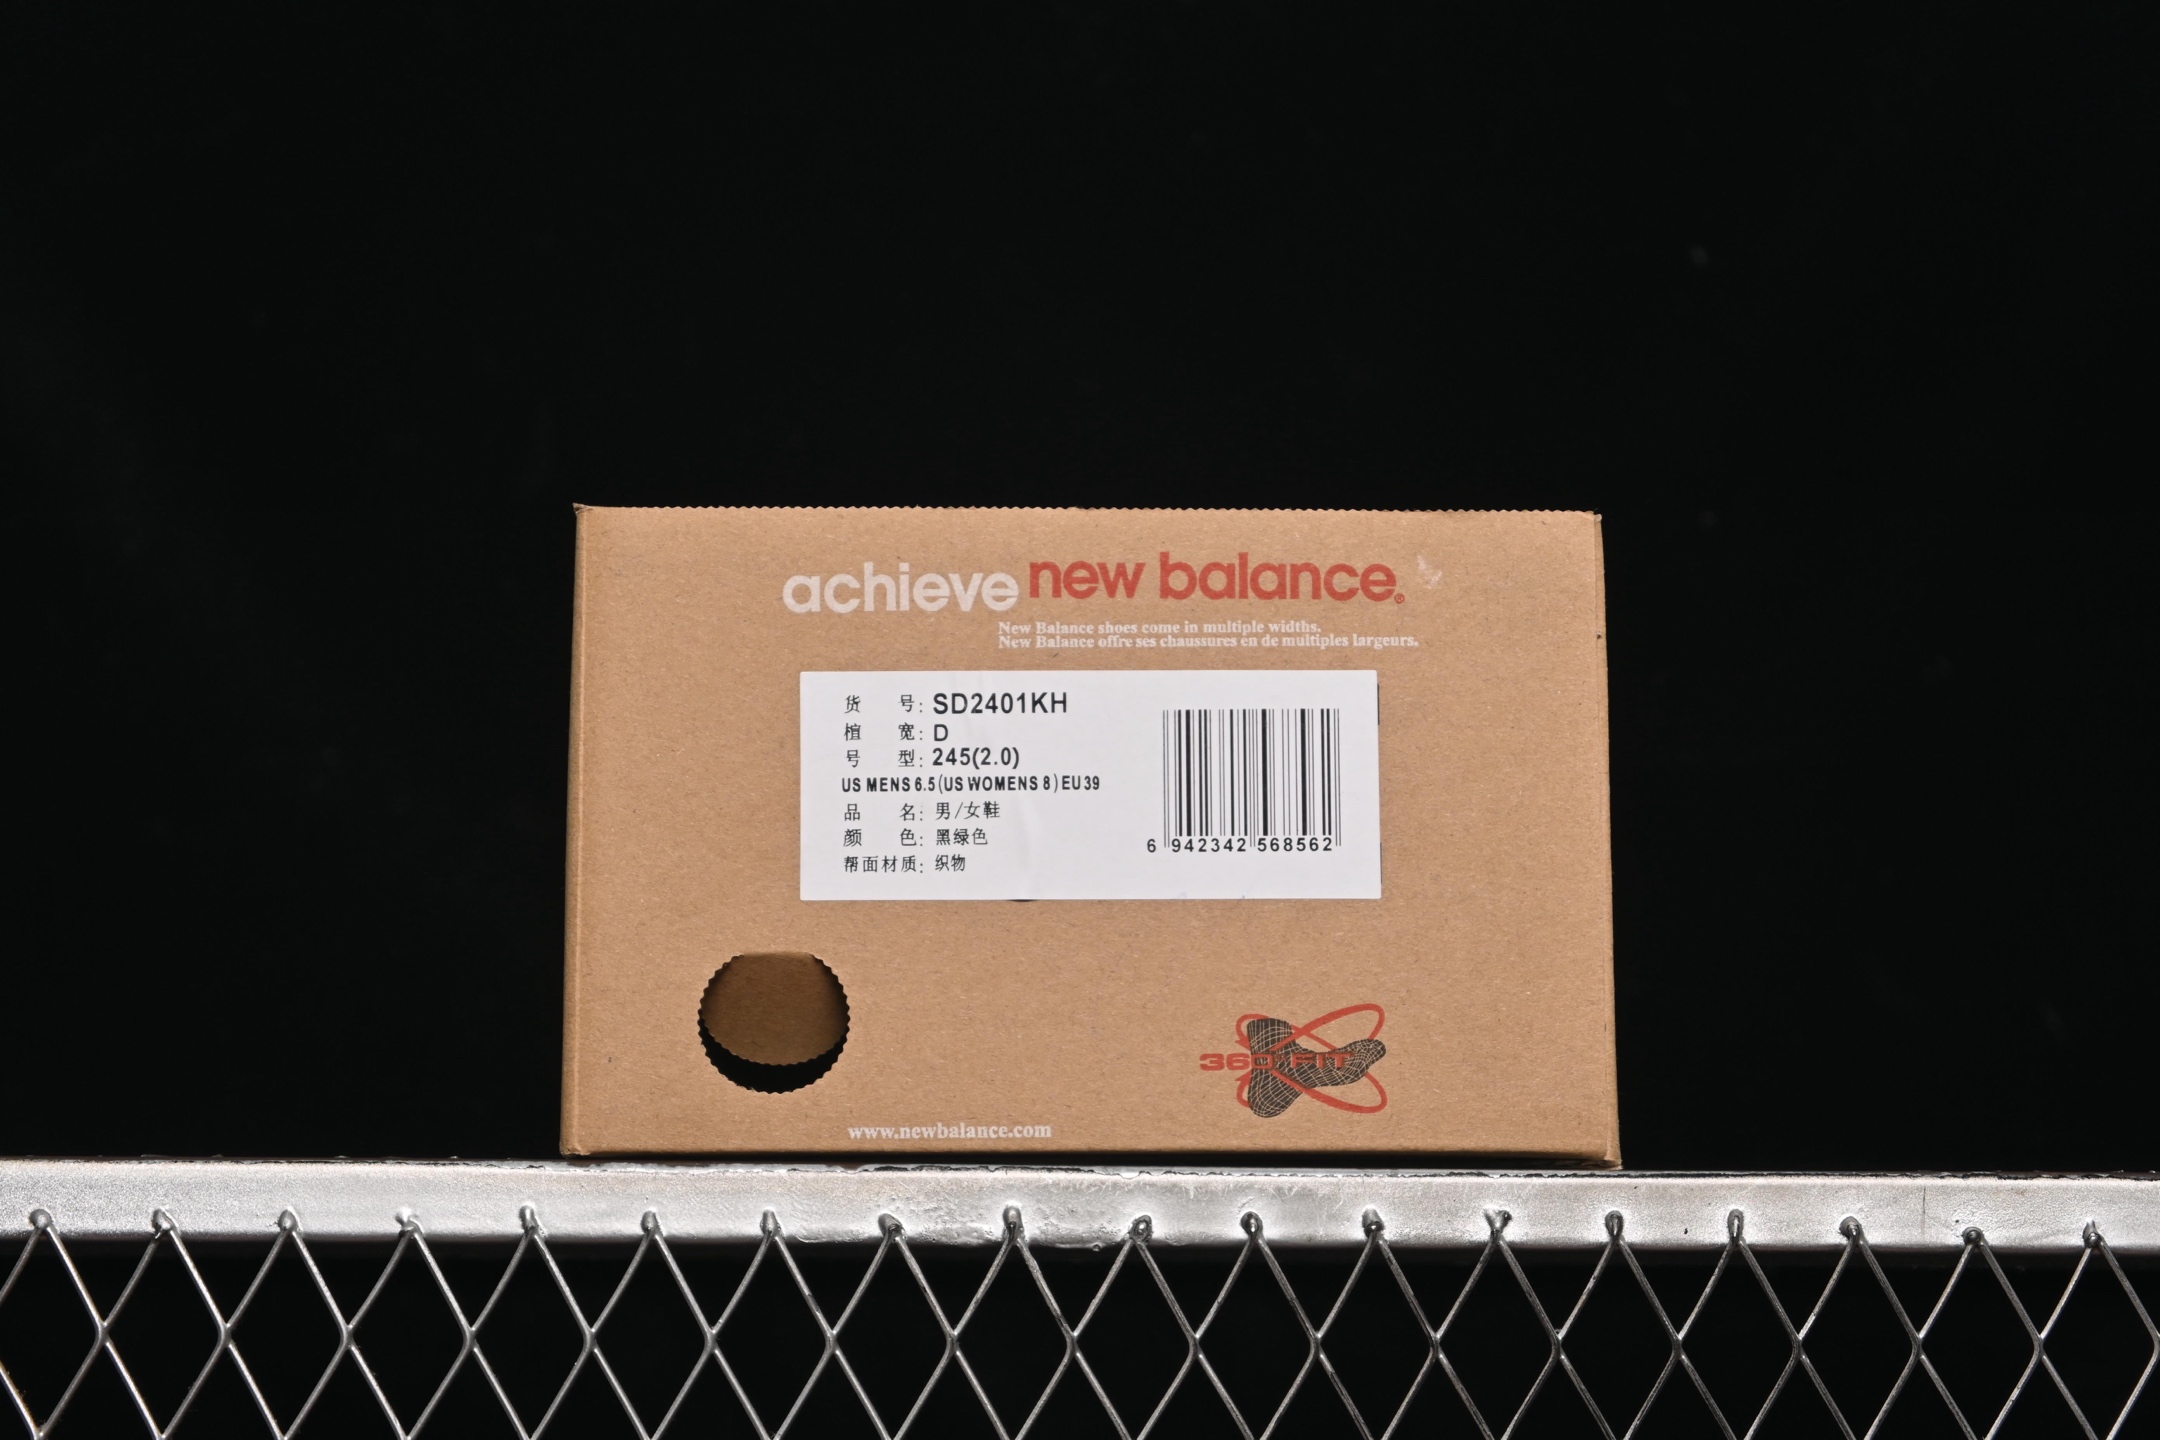 achieve new balance®
New Balance shoes come in multiple widths.
New Balance offre ses chaussures en de multiples largeurs.
货 号: SD2401KH
楦 宽: D
号 型: 245(2.0)
US MENS 6.5(US WOMENS 8)EU 39
品 名: 男/女鞋
颜 色: 黑绿色
帮面材质: 织物
6 942342 568562
360°FIT
www.newbalance.com